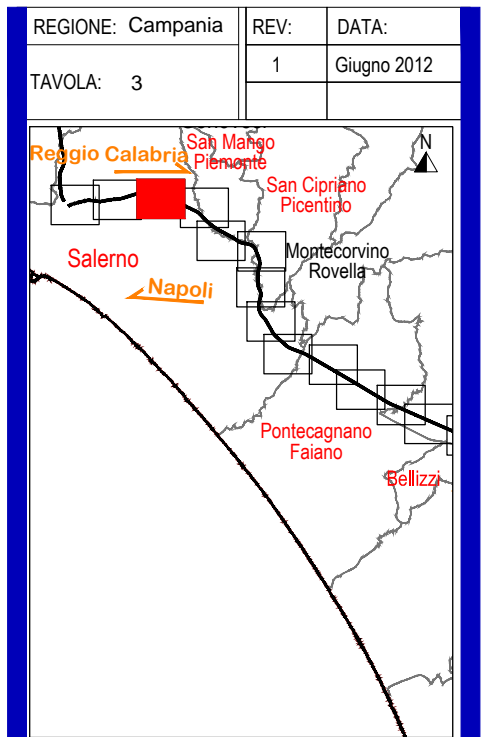 REGIONE: Campania
REV:
DATA:
1
Giugno 2012
TAVOLA: 3
San Mango
Piemonte
Reggio Calabria
N
San Cipriano
Picentino
Montecorvino
Rovella
Salerno
Napoli
Pontecagnano
Faiano
Bellizzi